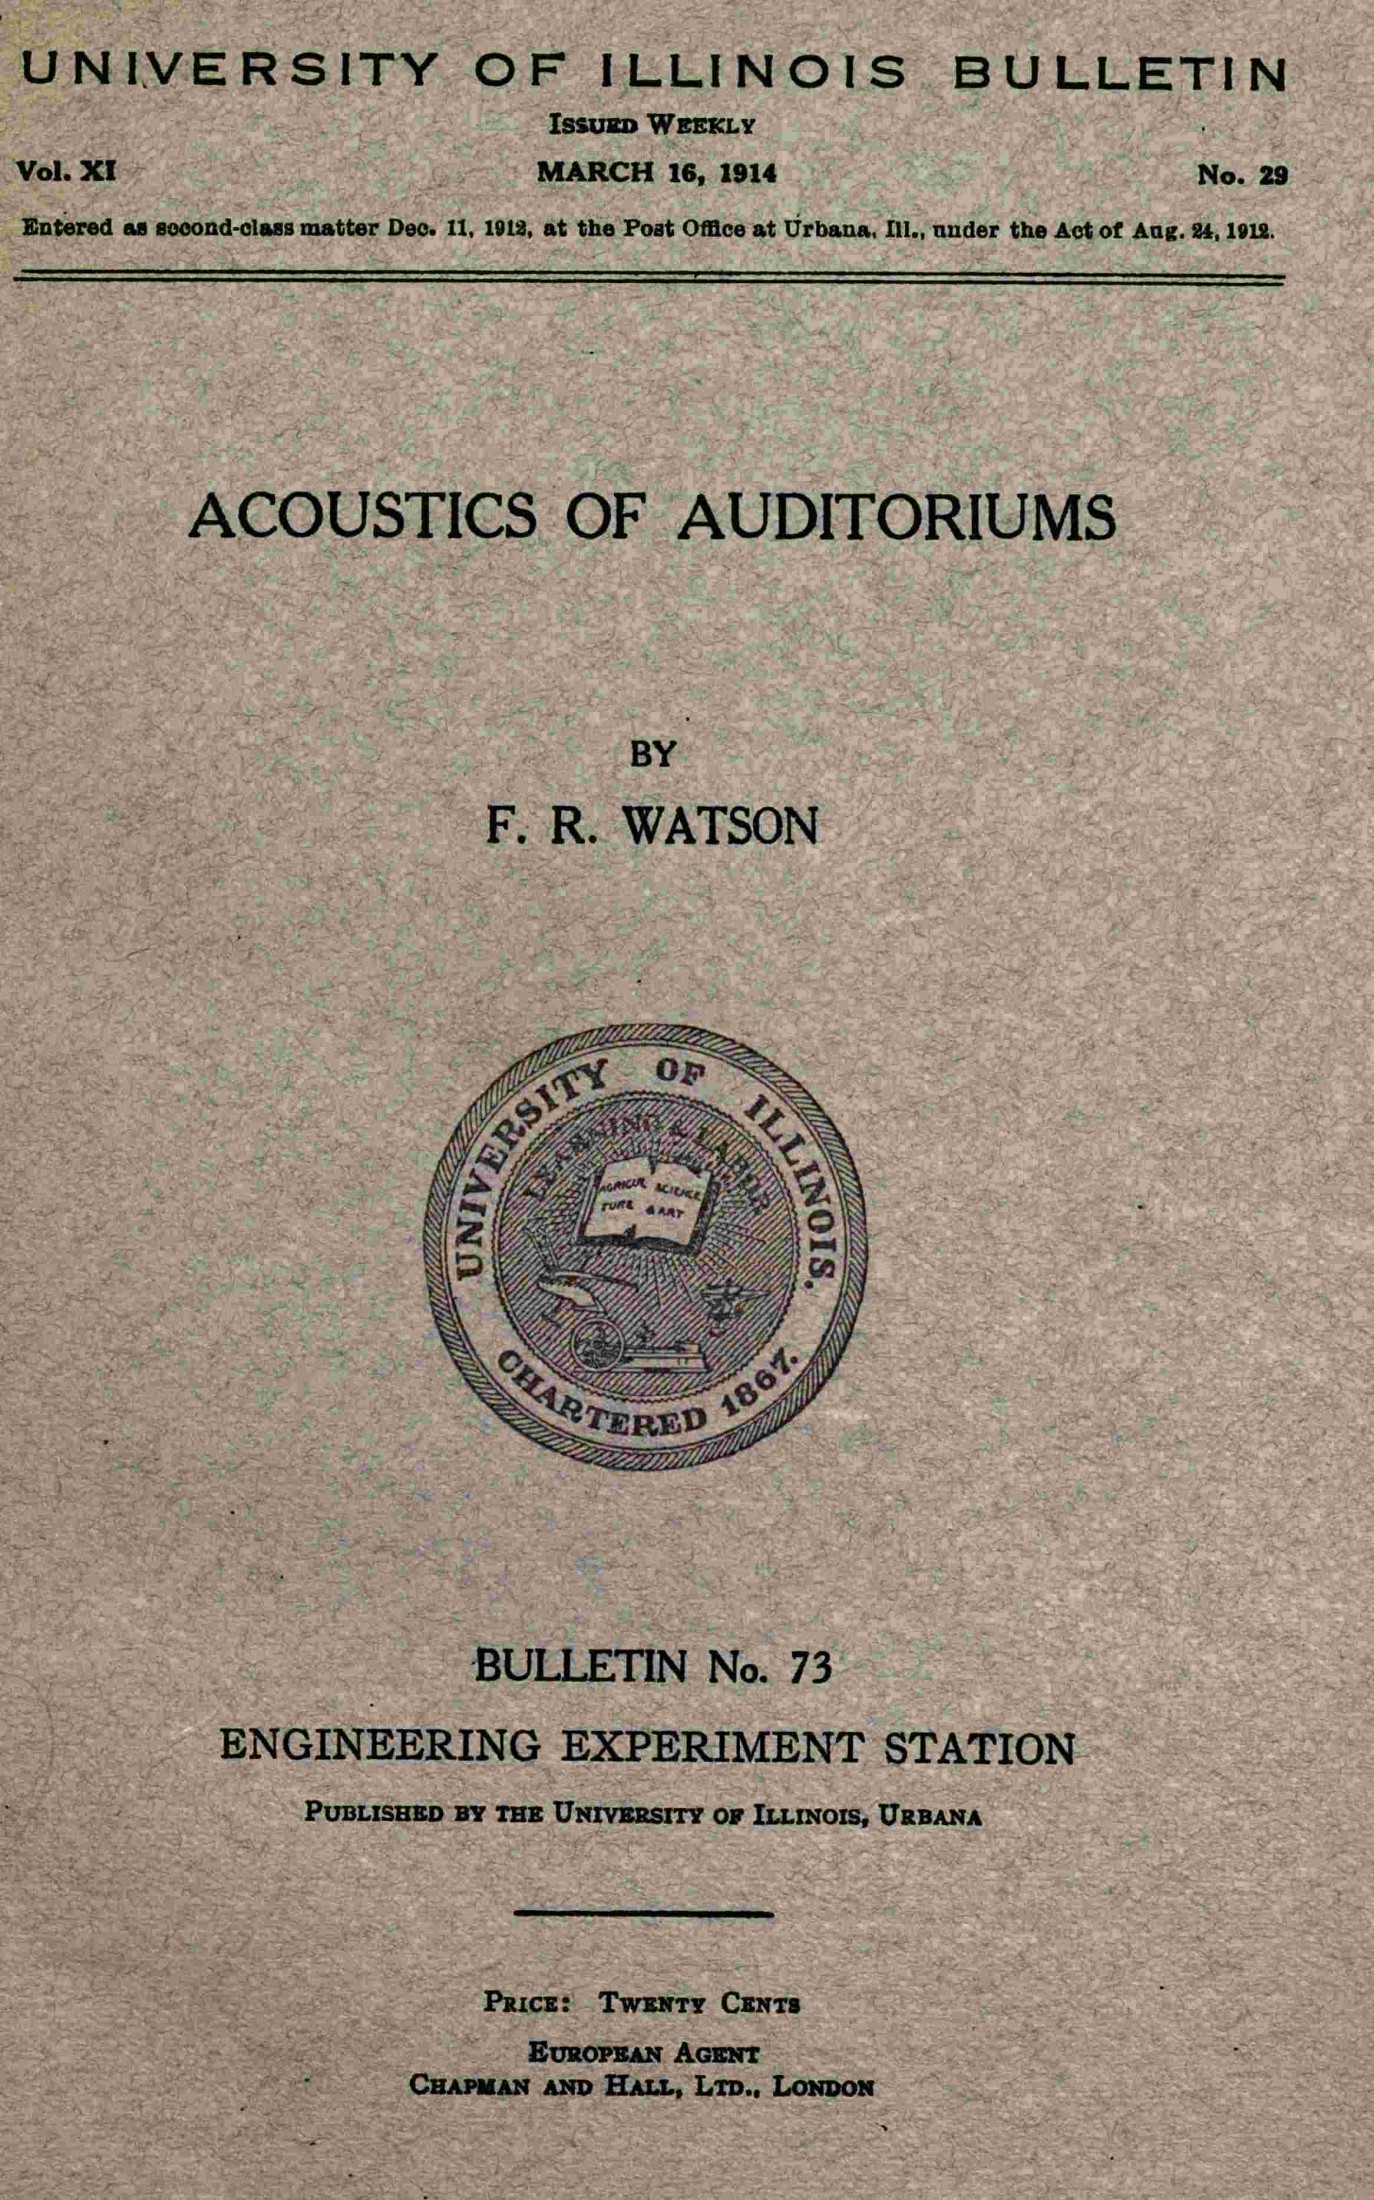 UNIVERSITY OF ILLINOIS BULLETIN
ISSUED WEEKLY
Vol. XI MARCH 16, 1914 No. 29
Entered as second-class matter Dec. 11, 1912, at the Post Office at Urbana, Ill., under the Act of Aug. 24, 1912.
ACOUSTICS OF AUDITORIUMS
BY
F. R. WATSON
UNIVERSITY OF ILLINOIS.
LEARNING & LABOR
AGRICUL SCIENCE
TURE & ART
CHARTERED 1867.
BULLETIN No. 73
ENGINEERING EXPERIMENT STATION
PUBLISHED BY THE UNIVERSITY OF ILLINOIS, URBANA
PRICE: TWENTY CENTS
EUROPEAN AGENT
CHAPMAN AND HALL, LTD., LONDON